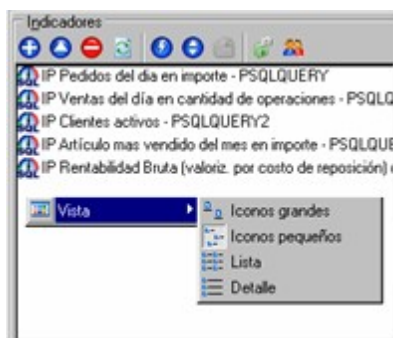 Indicadores
IP Pedidos del dia en importe - PSQLQUERY
IP Ventas del día en cantidad de operaciones - PSQLQ
IP Clientes activos - PSQLQUERY2
IP Artículo mas vendido del mes en importe - PSQLQUE
IP Rentabilidad Bruta (valoriz. por costo de reposición)
Vista
Iconos grandes
Iconos pequeños
Lista
Detalle